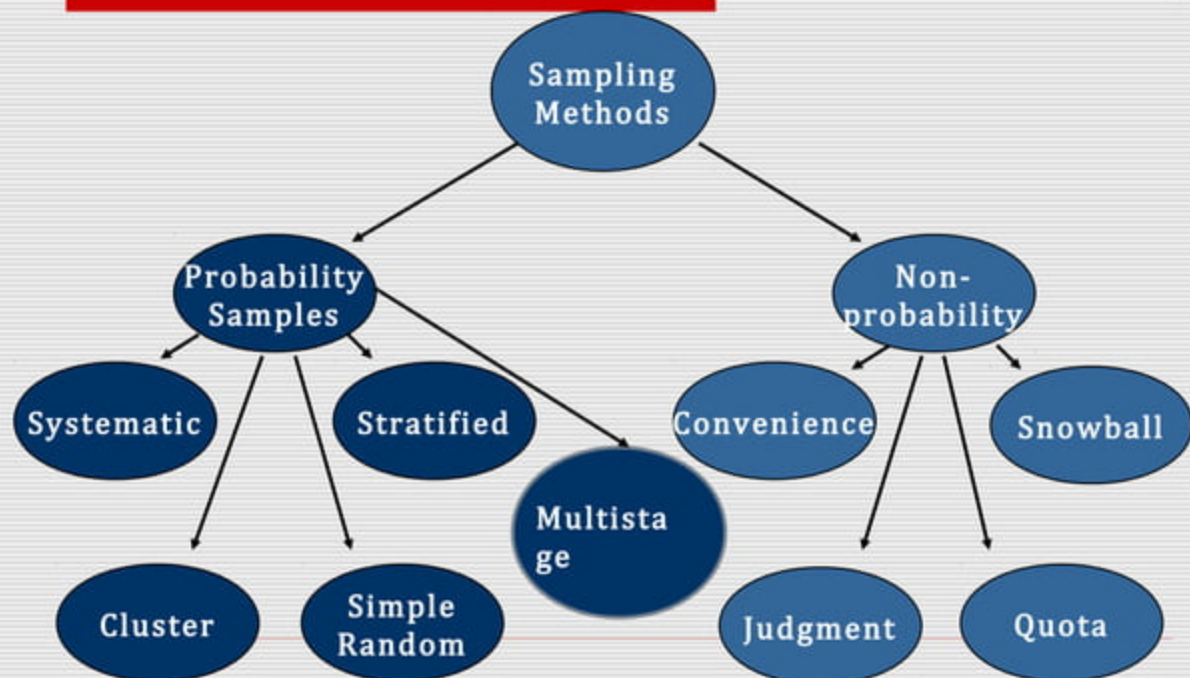 Sampling
Methods
Probability
Samples
Non-
probability
Systematic
Stratified
Convenience
Snowball
Multista
ge
Cluster
Simple
Random
Judgment
Quota